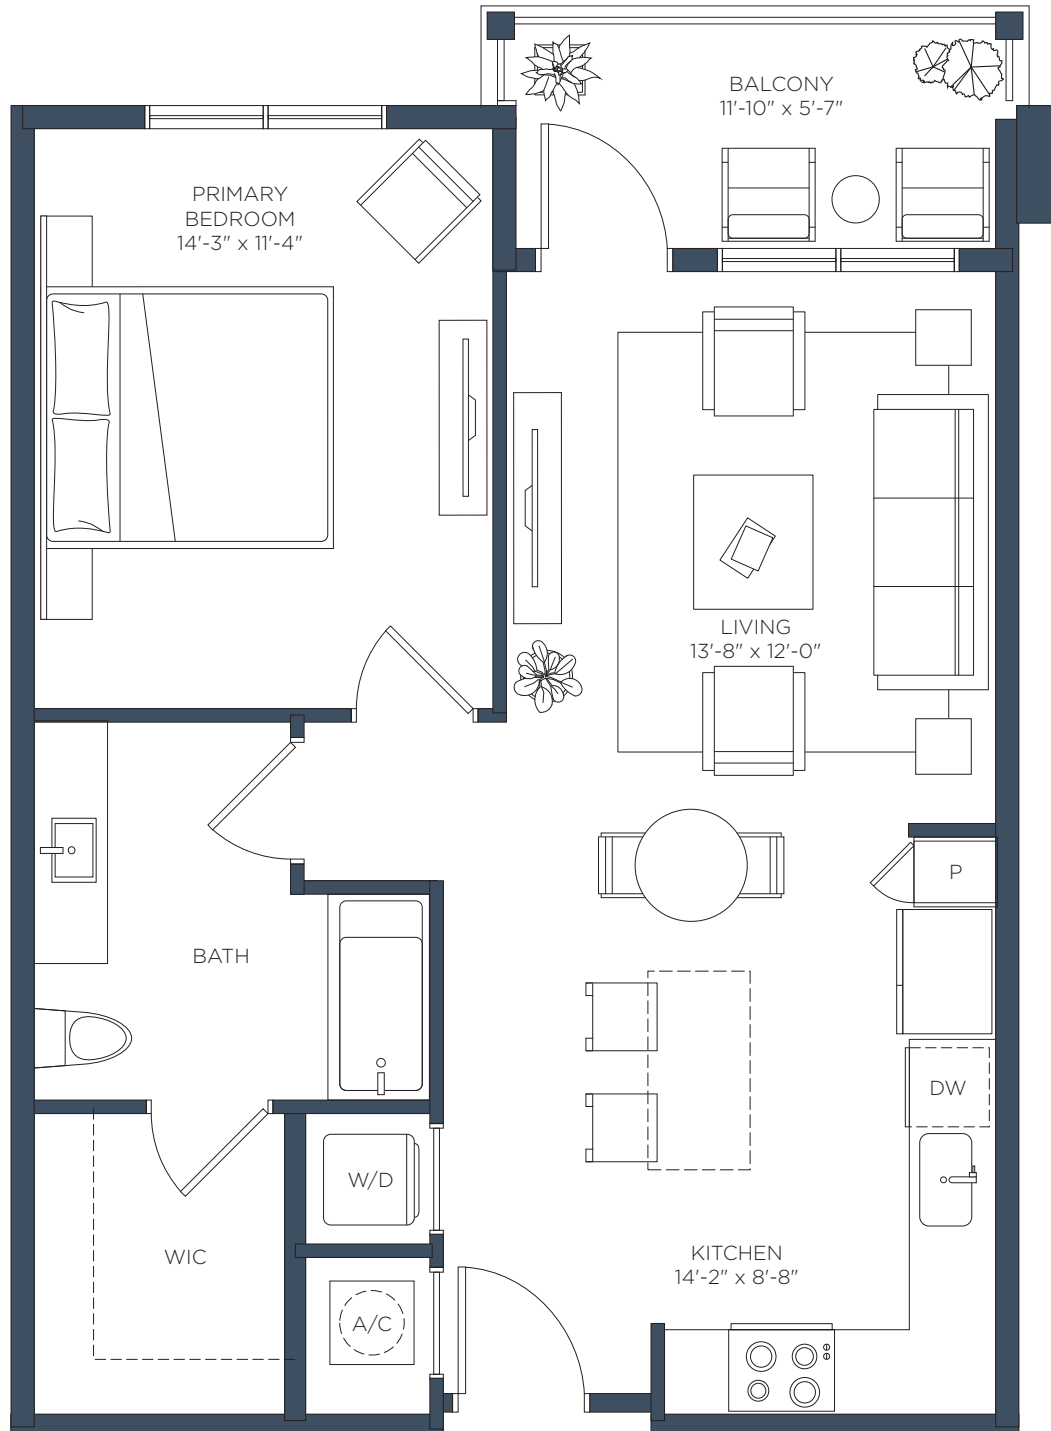 BALCONY
11'-10" x 5'-7"
PRIMARY
BEDROOM
14'-3" x 11'-4"
LIVING
13'-8" x 12'-0"
P
BATH
DW
W/D
WIC
KITCHEN
14'-2" x 8'-8"
A/C